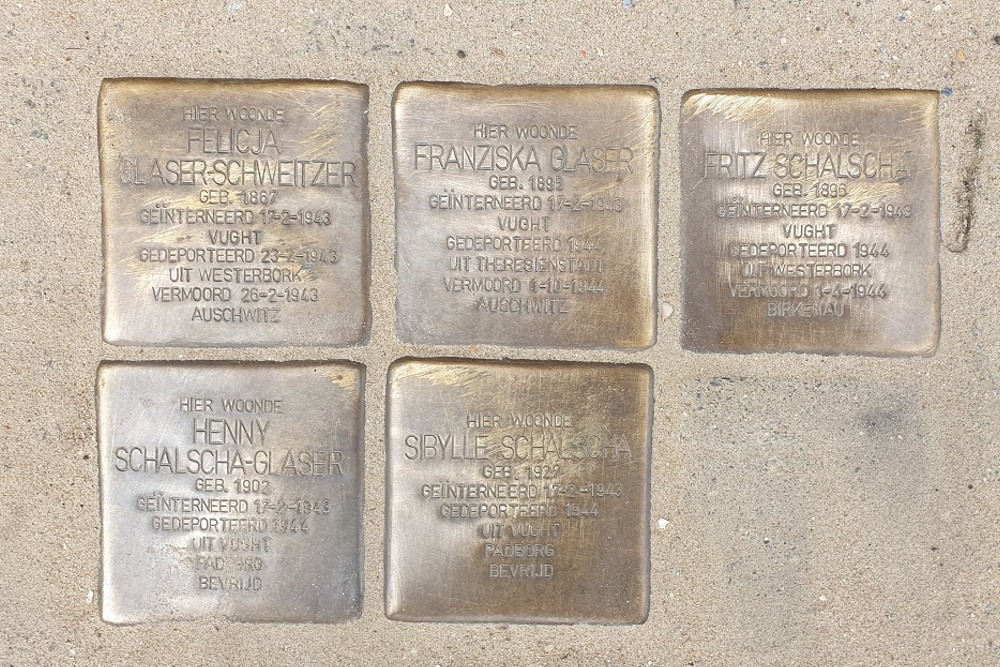 HIER WOONDE
FELICJA
GLASER-SCHWEITZER
GEB. 1867
GEÏNTERNEERD 17-2-1943
VUGHT
GEDEPORTEERD 23-2-1943
UIT WESTERBORK
VERMOORD 26-2-1943
AUSCHWITZ
HIER WOONDE
FRANZISKA GLASER
GEB. 1895
GEÏNTERNEERD 17-2-1943
VUGHT
GEDEPORTEERD 1944
UIT THERESIENSTADT
VERMOORD 1-10-1944
AUSCHWITZ
HIER WOONDE
FRITZ SCHALSCHA
GEB. 1896
GEÏNTERNEERD 17-2-1943
VUGHT
GEDEPORTEERD 1944
UIT WESTERBORK
VERMOORD 1-4-1944
BIRKENAU
HIER WOONDE
HENNY
SCHALSCHA-GLASER
GEB. 1902
GEÏNTERNEERD 17-2-1943
GEDEPORTEERD 1944
UIT VUGHT
PADBORG
BEVRIJD
HIER WOONDE
SIBYLLE SCHALSCHA
GEB. 1922
GEÏNTERNEERD 17-2-1943
GEDEPORTEERD 1944
UIT VUGHT
PADBORG
BEVRIJD